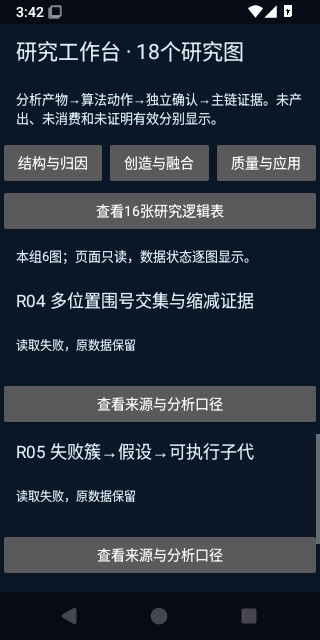 3:42
研究工作台 · 18个研究图
分析产物→算法动作→独立确认→主链证据。未产
出、未消费和未证明有效分别显示。
结构与归因
创造与融合
质量与应用
查看16张研究逻辑表
本组6图；页面只读，数据状态逐图显示。
R04 多位置围号交集与缩减证据
读取失败，原数据保留
查看来源与分析口径
R05 失败簇→假设→可执行子代
读取失败，原数据保留
查看来源与分析口径